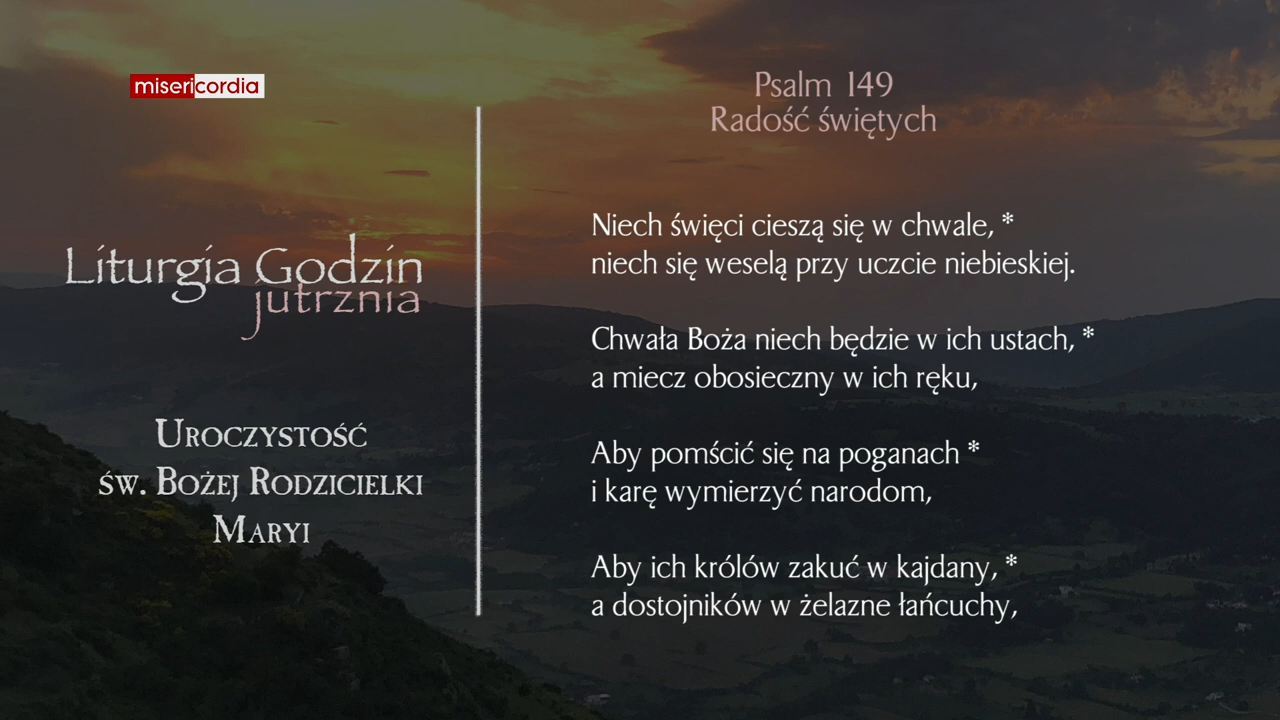 misericordia
Liturgia Godzin
jutrznia
Uroczystość
św. Bożej Rodzicielki
Maryi
Psalm 149
Radość świętych
Niech święci cieszą się w chwale, *
niech się weselą przy uczcie niebieskiej.
Chwała Boża niech będzie w ich ustach, *
a miecz obosieczny w ich ręku,
Aby pomścić się na poganach *
i karę wymierzyć narodom,
Aby ich królów zakuć w kajdany, *
a dostojników w żelazne łańcuchy,